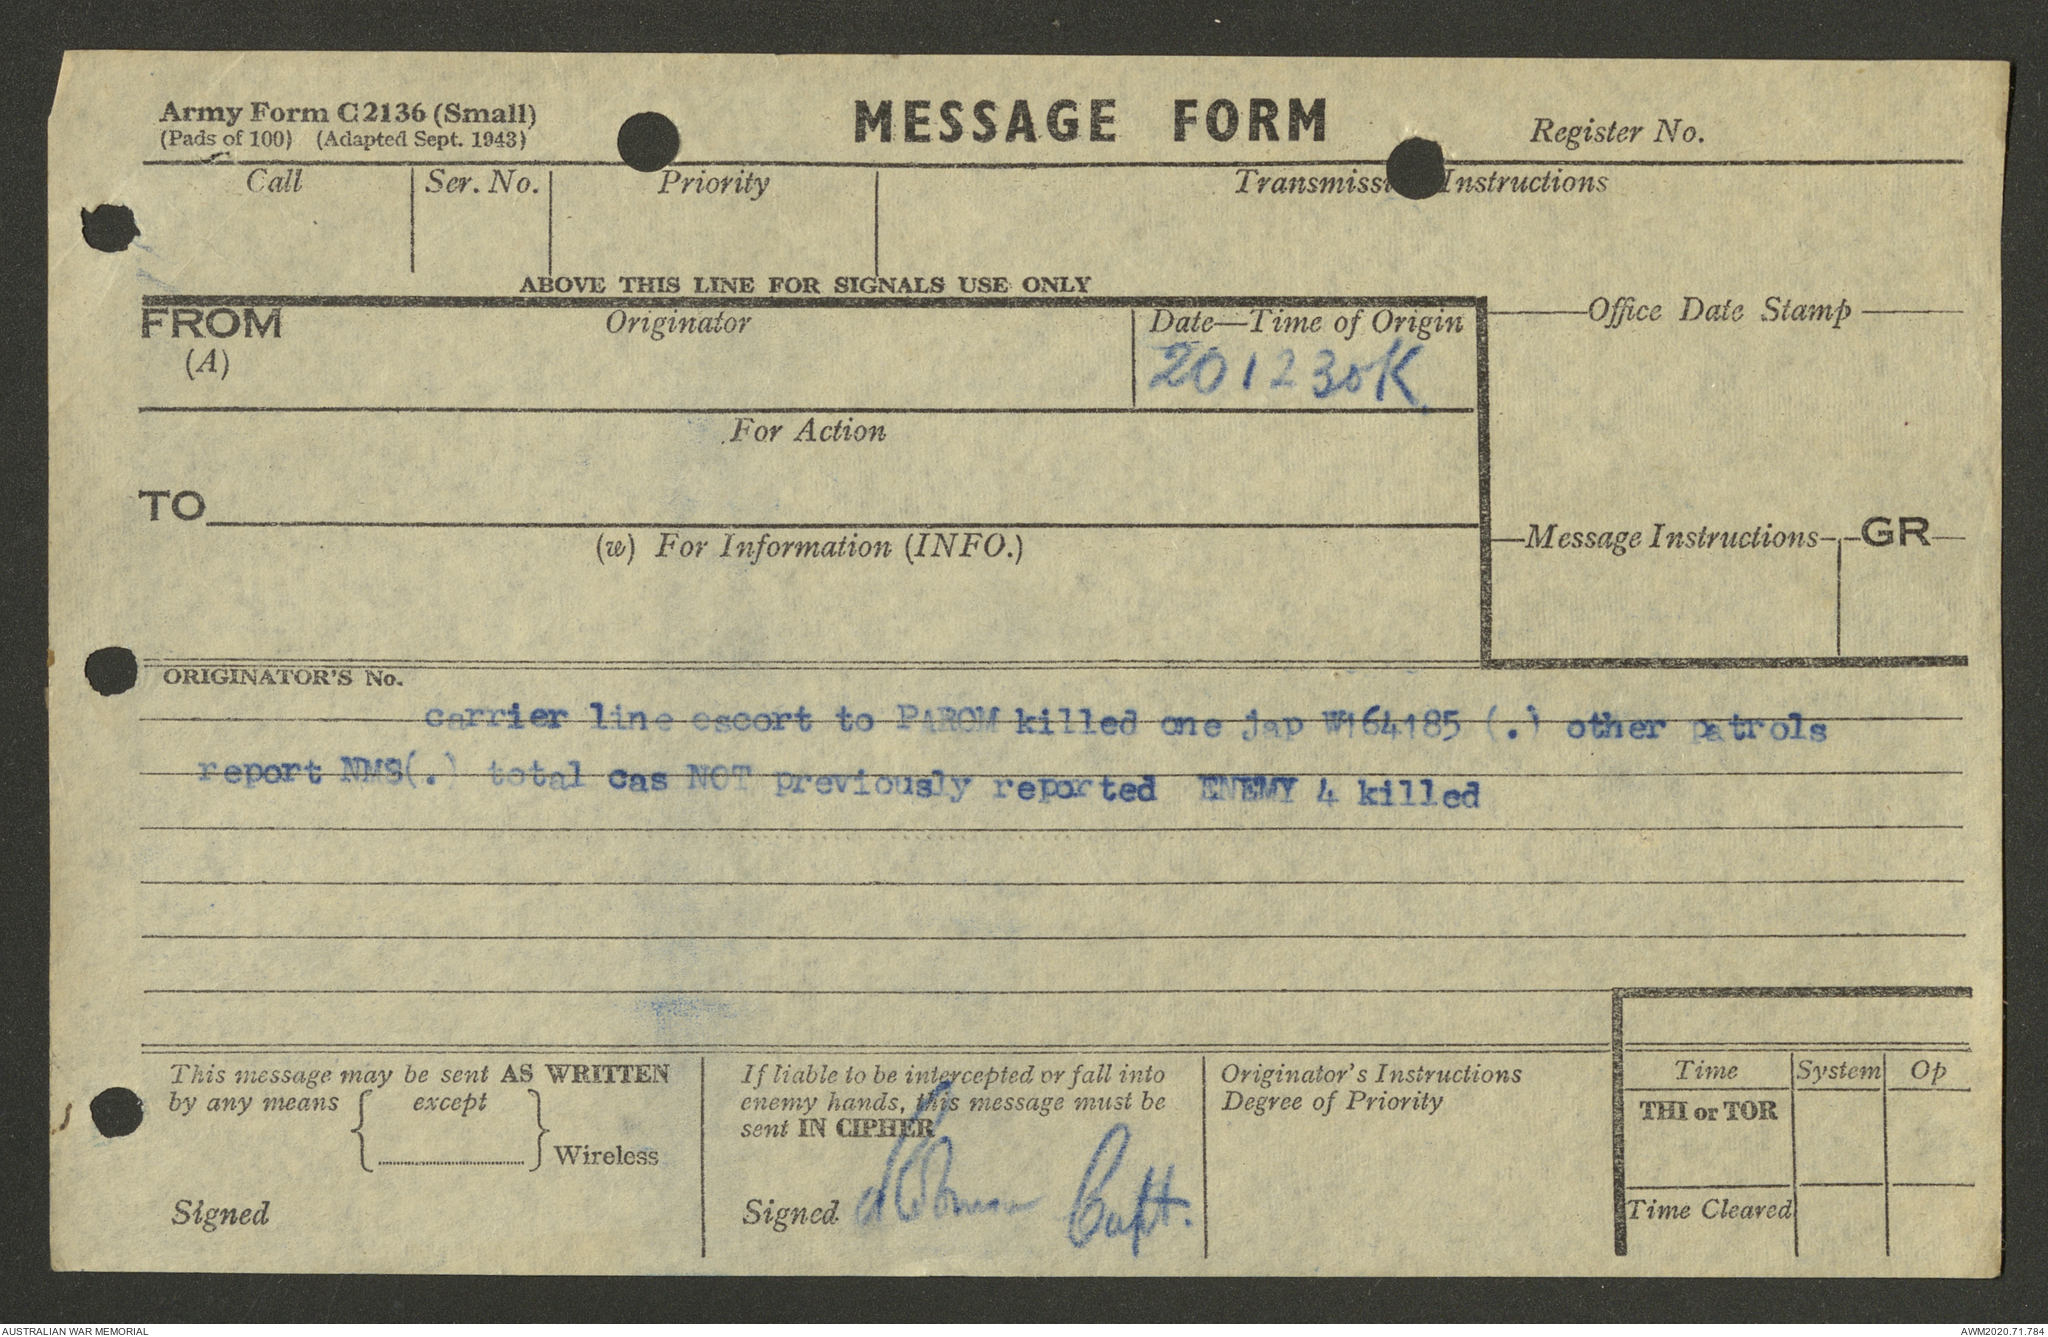 Army Form C2136 (Small)
(Pads of 100) (Adapted Sept. 1943)
MESSAGE FORM
Register No.
Call
Ser. No.
Priority
Transmissi Instructions
ABOVE THIS LINE FOR SIGNALS USE ONLY
FROM
(A)
Originator
Date—Time of Origin
201230K
Office Date Stamp
For Action
TO
(w) For Information (INFO.)
Message Instructions
GR
ORIGINATOR'S No.
carrier line escort to PAROM killed one jap W164185 (.) other patrols
report NMS(.) total cas NOT previously reported ENEMY 4 killed
This message may be sent AS WRITTEN
by any means { except }
Wireless
Signed
If liable to be intercepted or fall into
enemy hands, this message must be
sent IN CIPHER
Signed Capt.
Originator's Instructions
Degree of Priority
Time
System
Op
THI or TOR
Time Cleared
AUSTRALIAN WAR MEMORIAL
AWM2020.71.784